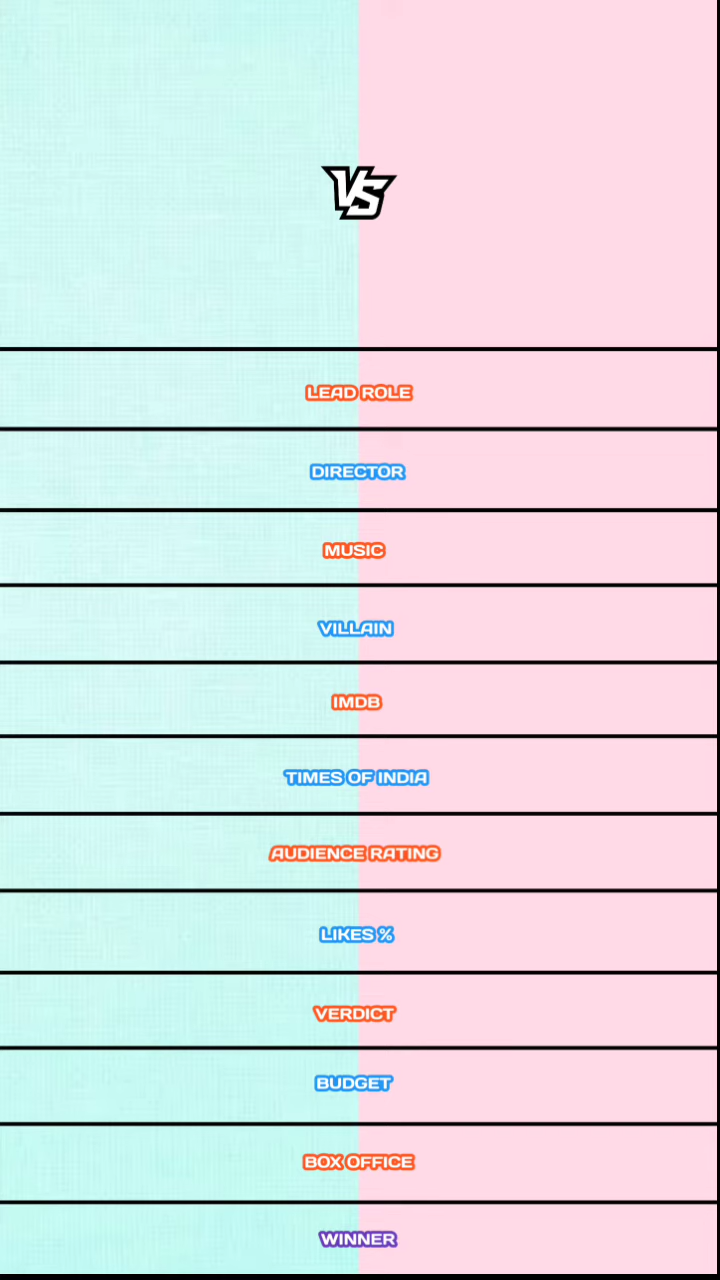 VS
LEAD ROLE
DIRECTOR
MUSIC
VILLAIN
IMDB
TIMES OF INDIA
AUDIENCE RATING
LIKES %
VERDICT
BUDGET
BOX OFFICE
WINNER